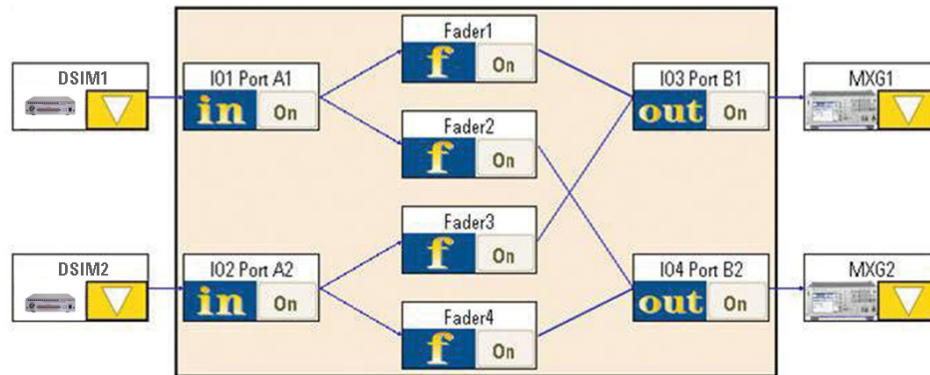 Fader1
f On
DSIM1
IO1 Port A1
in On
IO3 Port B1
out On
MXG1
Fader2
f On
Fader3
f On
DSIM2
IO2 Port A2
in On
IO4 Port B2
out On
MXG2
Fader4
f On